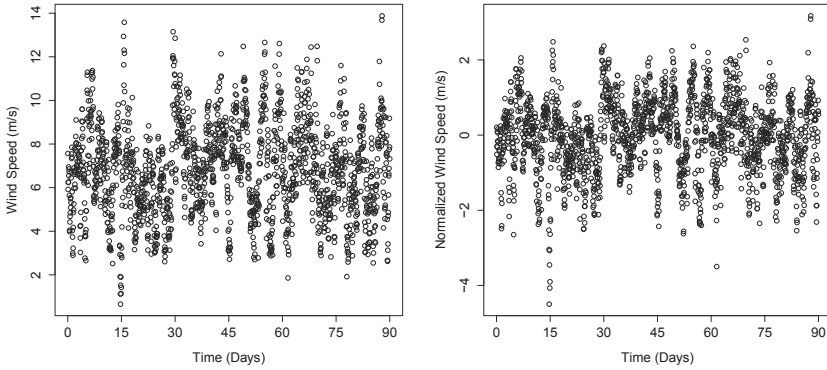 14
12
10
8
6
4
2
Wind Speed (m/s)
0 15 30 45 60 75 90
Time (Days)
2
0
−2
−4
Normalized Wind Speed (m/s)
0 15 30 45 60 75 90
Time (Days)